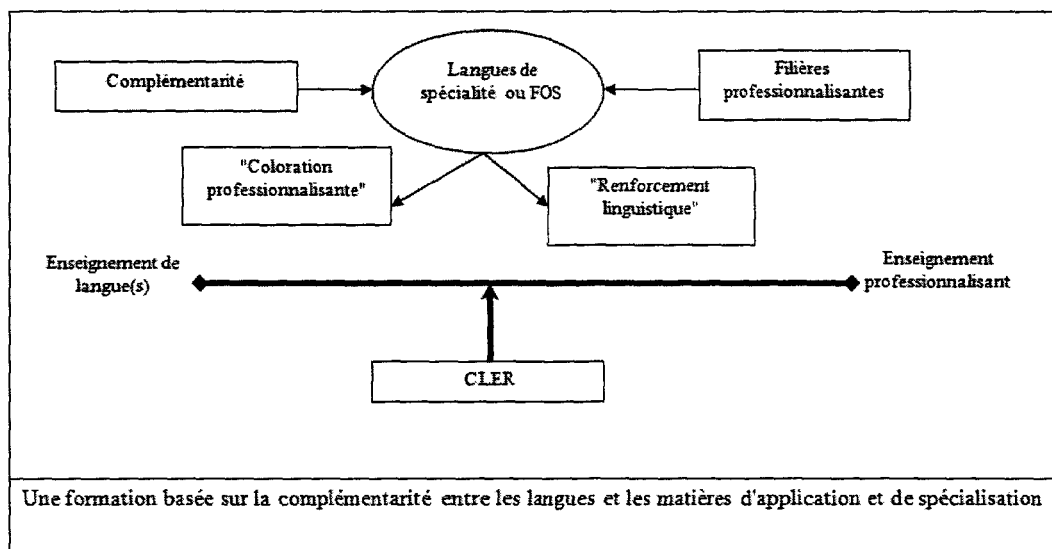 Complémentarité
Langues de
spécialité ou FOS
Filières
professionnalisantes
"Coloration
professionnalisante"
"Renforcement
linguistique"
Enseignement de
langue(s)
Enseignement
professionnalisant
CLER
Une formation basée sur la complémentarité entre les langues et les matières d'application et de spécialisation